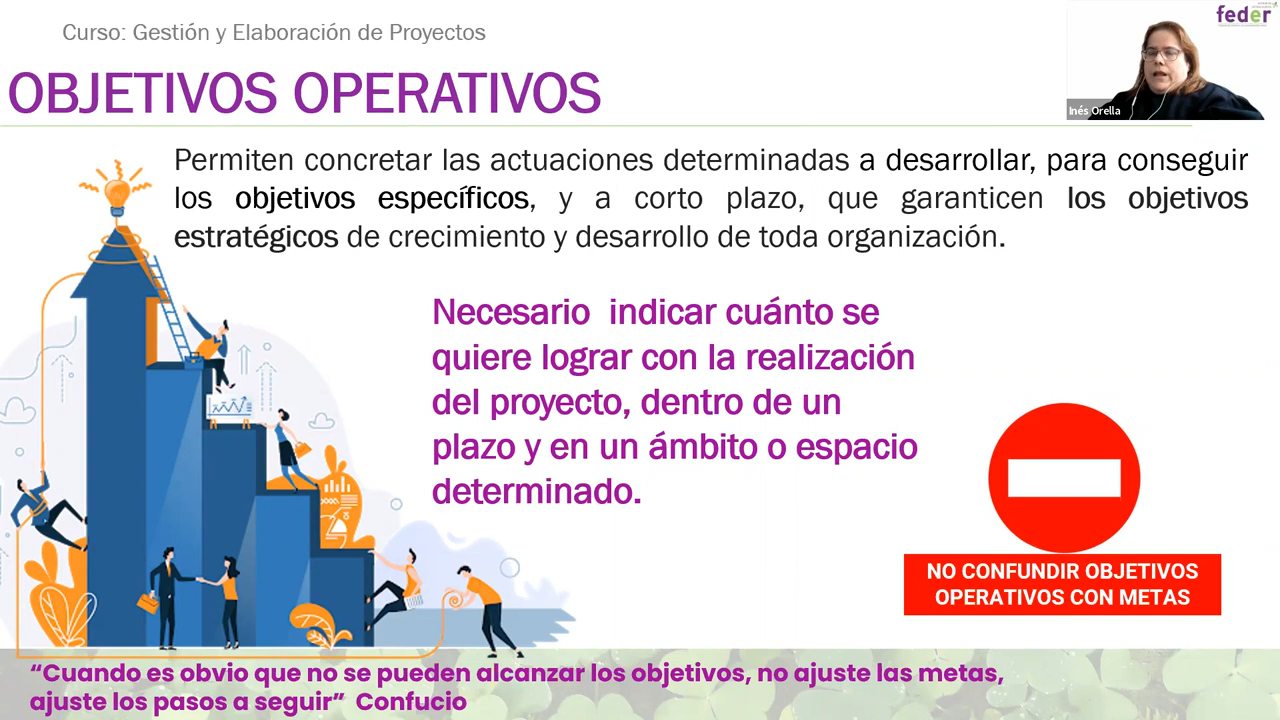 Curso: Gestión y Elaboración de Proyectos
feder
OBJETIVOS OPERATIVOS
Inés Orella
Permiten concretar las actuaciones determinadas a desarrollar, para conseguir
los objetivos específicos, y a corto plazo, que garanticen los objetivos
estratégicos de crecimiento y desarrollo de toda organización.
Necesario indicar cuánto se
quiere lograr con la realización
del proyecto, dentro de un
plazo y en un ámbito o espacio
determinado.
NO CONFUNDIR OBJETIVOS
OPERATIVOS CON METAS
“Cuando es obvio que no se pueden alcanzar los objetivos, no ajuste las metas,
ajuste los pasos a seguir” Confucio